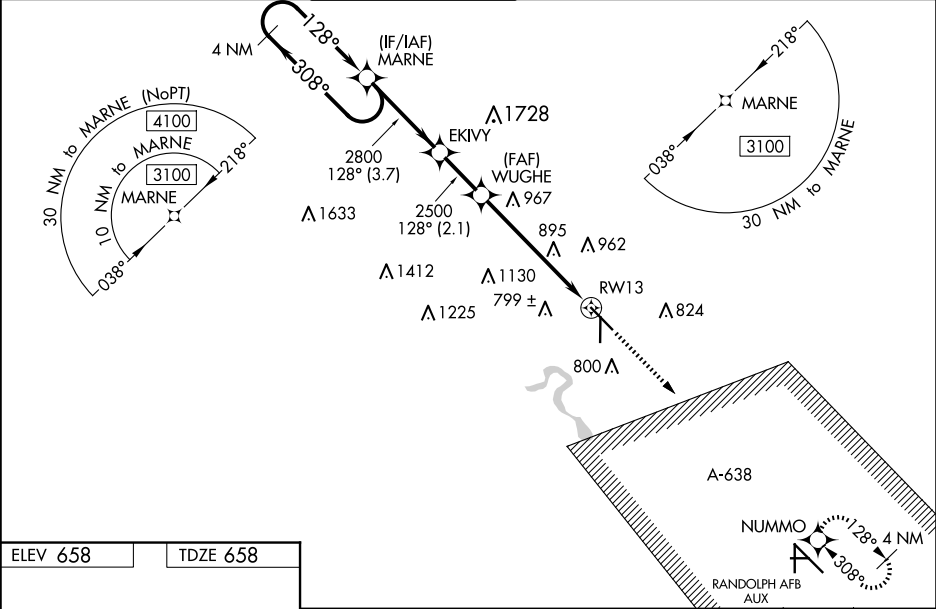 128°
4 NM
308°
(IF/IAF)
MARNE
218°
MARNE
3100
038°
30 NM to MARNE
30 NM to MARNE (NoPT)
4100
10 NM to MARNE
3100
218°
MARNE
038°
1728
EKIVY
2800
128° (3.7)
(FAF)
WUGHE
2500
128° (2.1)
967
1633
895
962
1412
1130
RW13
799 ±
1225
824
800
A-638
NUMMO
128°
4 NM
308°
RANDOLPH AFB
AUX
ELEV 658
TDZE 658